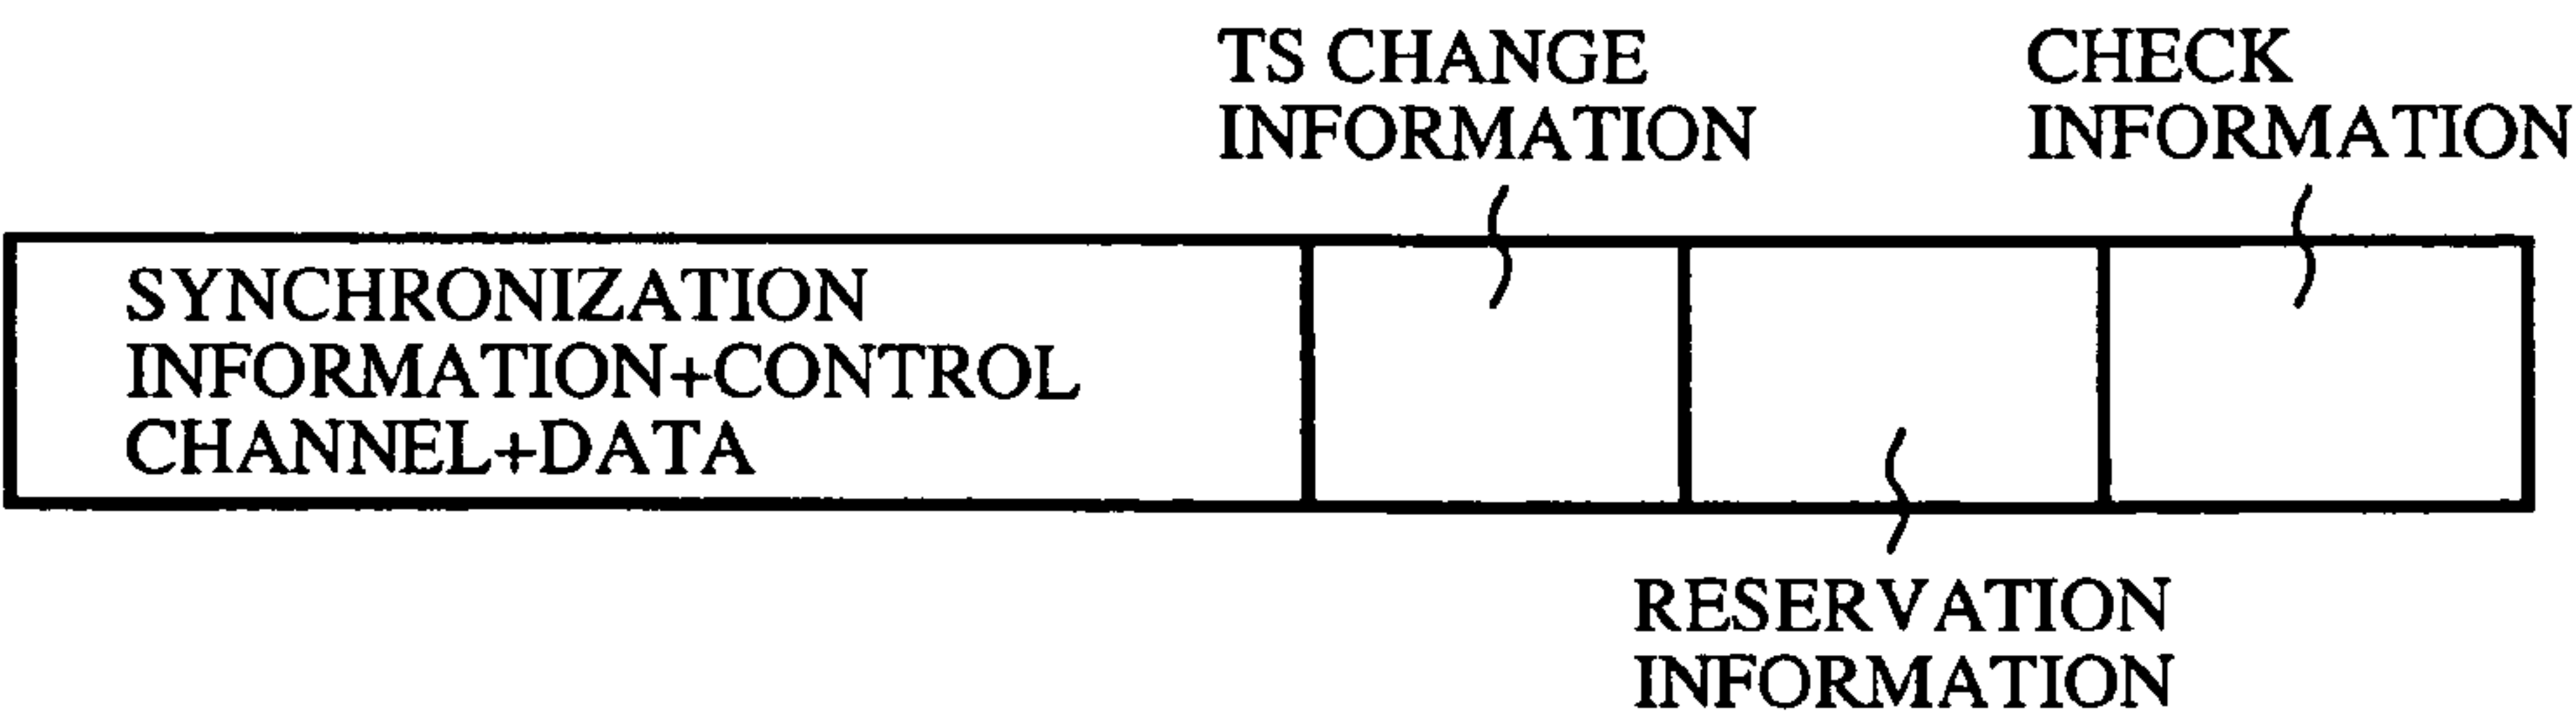 TS CHANGE
INFORMATION
CHECK
INFORMATION
SYNCHRONIZATION
INFORMATION+CONTROL
CHANNEL+DATA
RESERVATION
INFORMATION